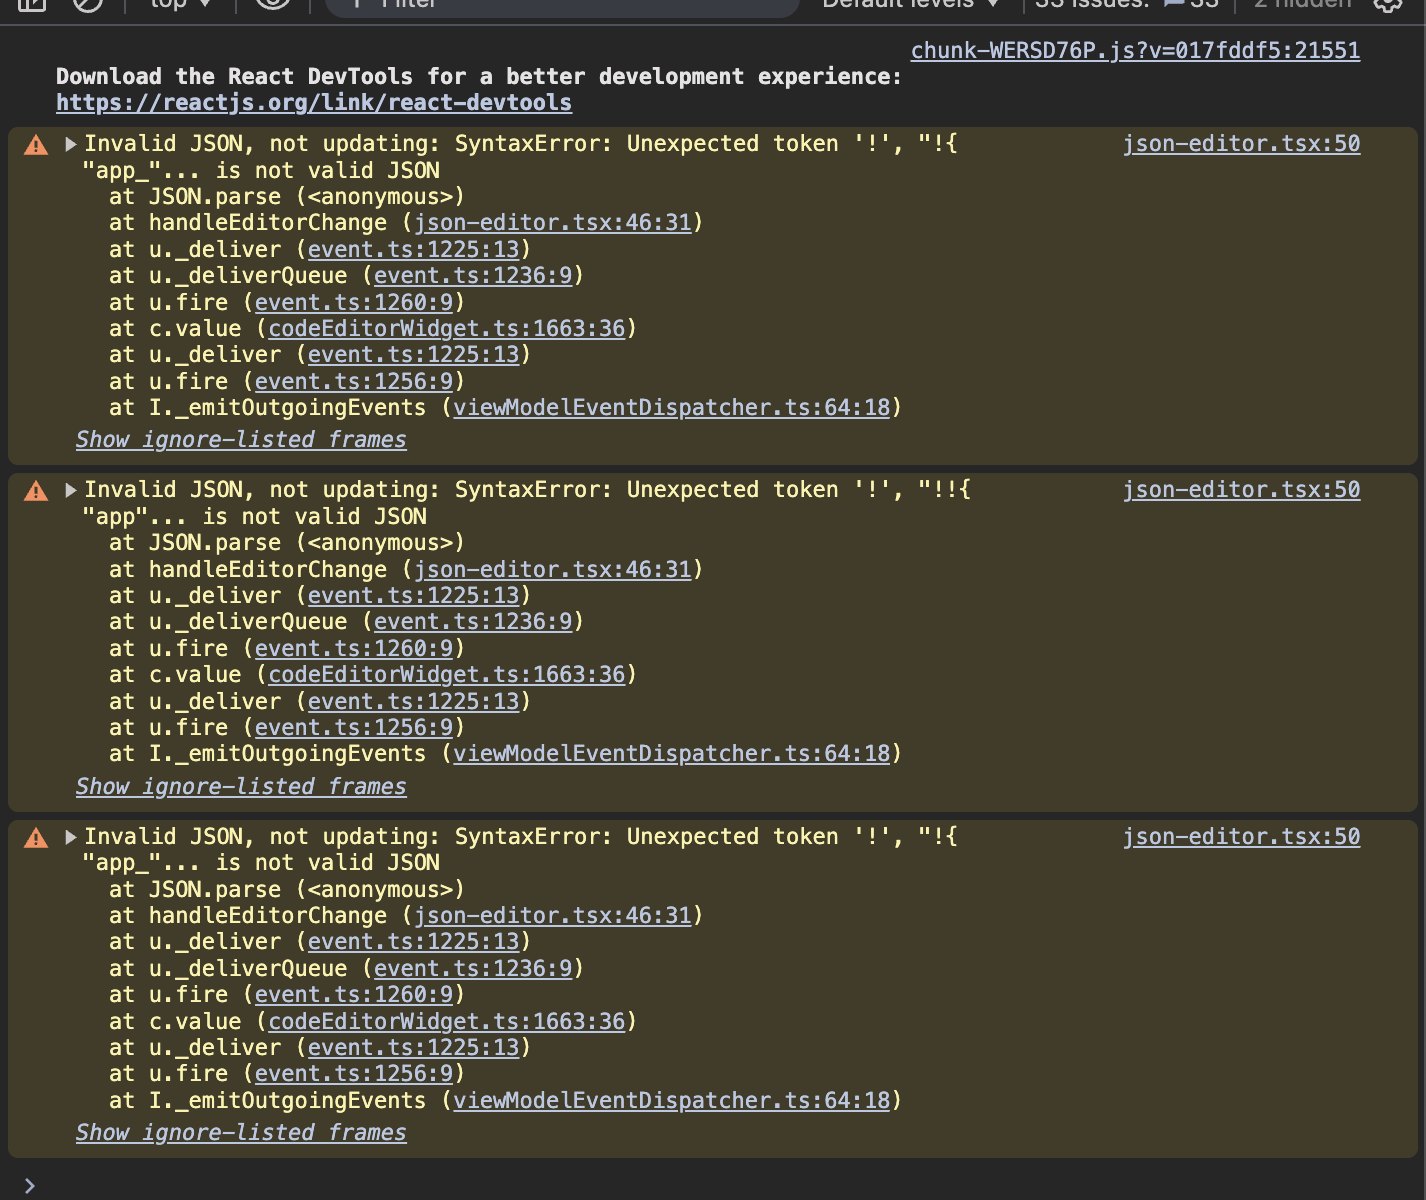 top
Filter
Default levels
33 Issues:
33
2 hidden
chunk-WERSD76P.js?v=017fddf5:21551
Download the React DevTools for a better development experience:
https://reactjs.org/link/react-devtools
Invalid JSON, not updating: SyntaxError: Unexpected token '!', "!{ json-editor.tsx:50
"app_"... is not valid JSON
at JSON.parse (<anonymous>)
at handleEditorChange (json-editor.tsx:46:31)
at u._deliver (event.ts:1225:13)
at u._deliverQueue (event.ts:1236:9)
at u.fire (event.ts:1260:9)
at c.value (codeEditorWidget.ts:1663:36)
at u._deliver (event.ts:1225:13)
at u.fire (event.ts:1256:9)
at I._emitOutgoingEvents (viewModelEventDispatcher.ts:64:18)
Show ignore-listed frames
Invalid JSON, not updating: SyntaxError: Unexpected token '!', "!!{ json-editor.tsx:50
"app"... is not valid JSON
at JSON.parse (<anonymous>)
at handleEditorChange (json-editor.tsx:46:31)
at u._deliver (event.ts:1225:13)
at u._deliverQueue (event.ts:1236:9)
at u.fire (event.ts:1260:9)
at c.value (codeEditorWidget.ts:1663:36)
at u._deliver (event.ts:1225:13)
at u.fire (event.ts:1256:9)
at I._emitOutgoingEvents (viewModelEventDispatcher.ts:64:18)
Show ignore-listed frames
Invalid JSON, not updating: SyntaxError: Unexpected token '!', "!{ json-editor.tsx:50
"app_"... is not valid JSON
at JSON.parse (<anonymous>)
at handleEditorChange (json-editor.tsx:46:31)
at u._deliver (event.ts:1225:13)
at u._deliverQueue (event.ts:1236:9)
at u.fire (event.ts:1260:9)
at c.value (codeEditorWidget.ts:1663:36)
at u._deliver (event.ts:1225:13)
at u.fire (event.ts:1256:9)
at I._emitOutgoingEvents (viewModelEventDispatcher.ts:64:18)
Show ignore-listed frames